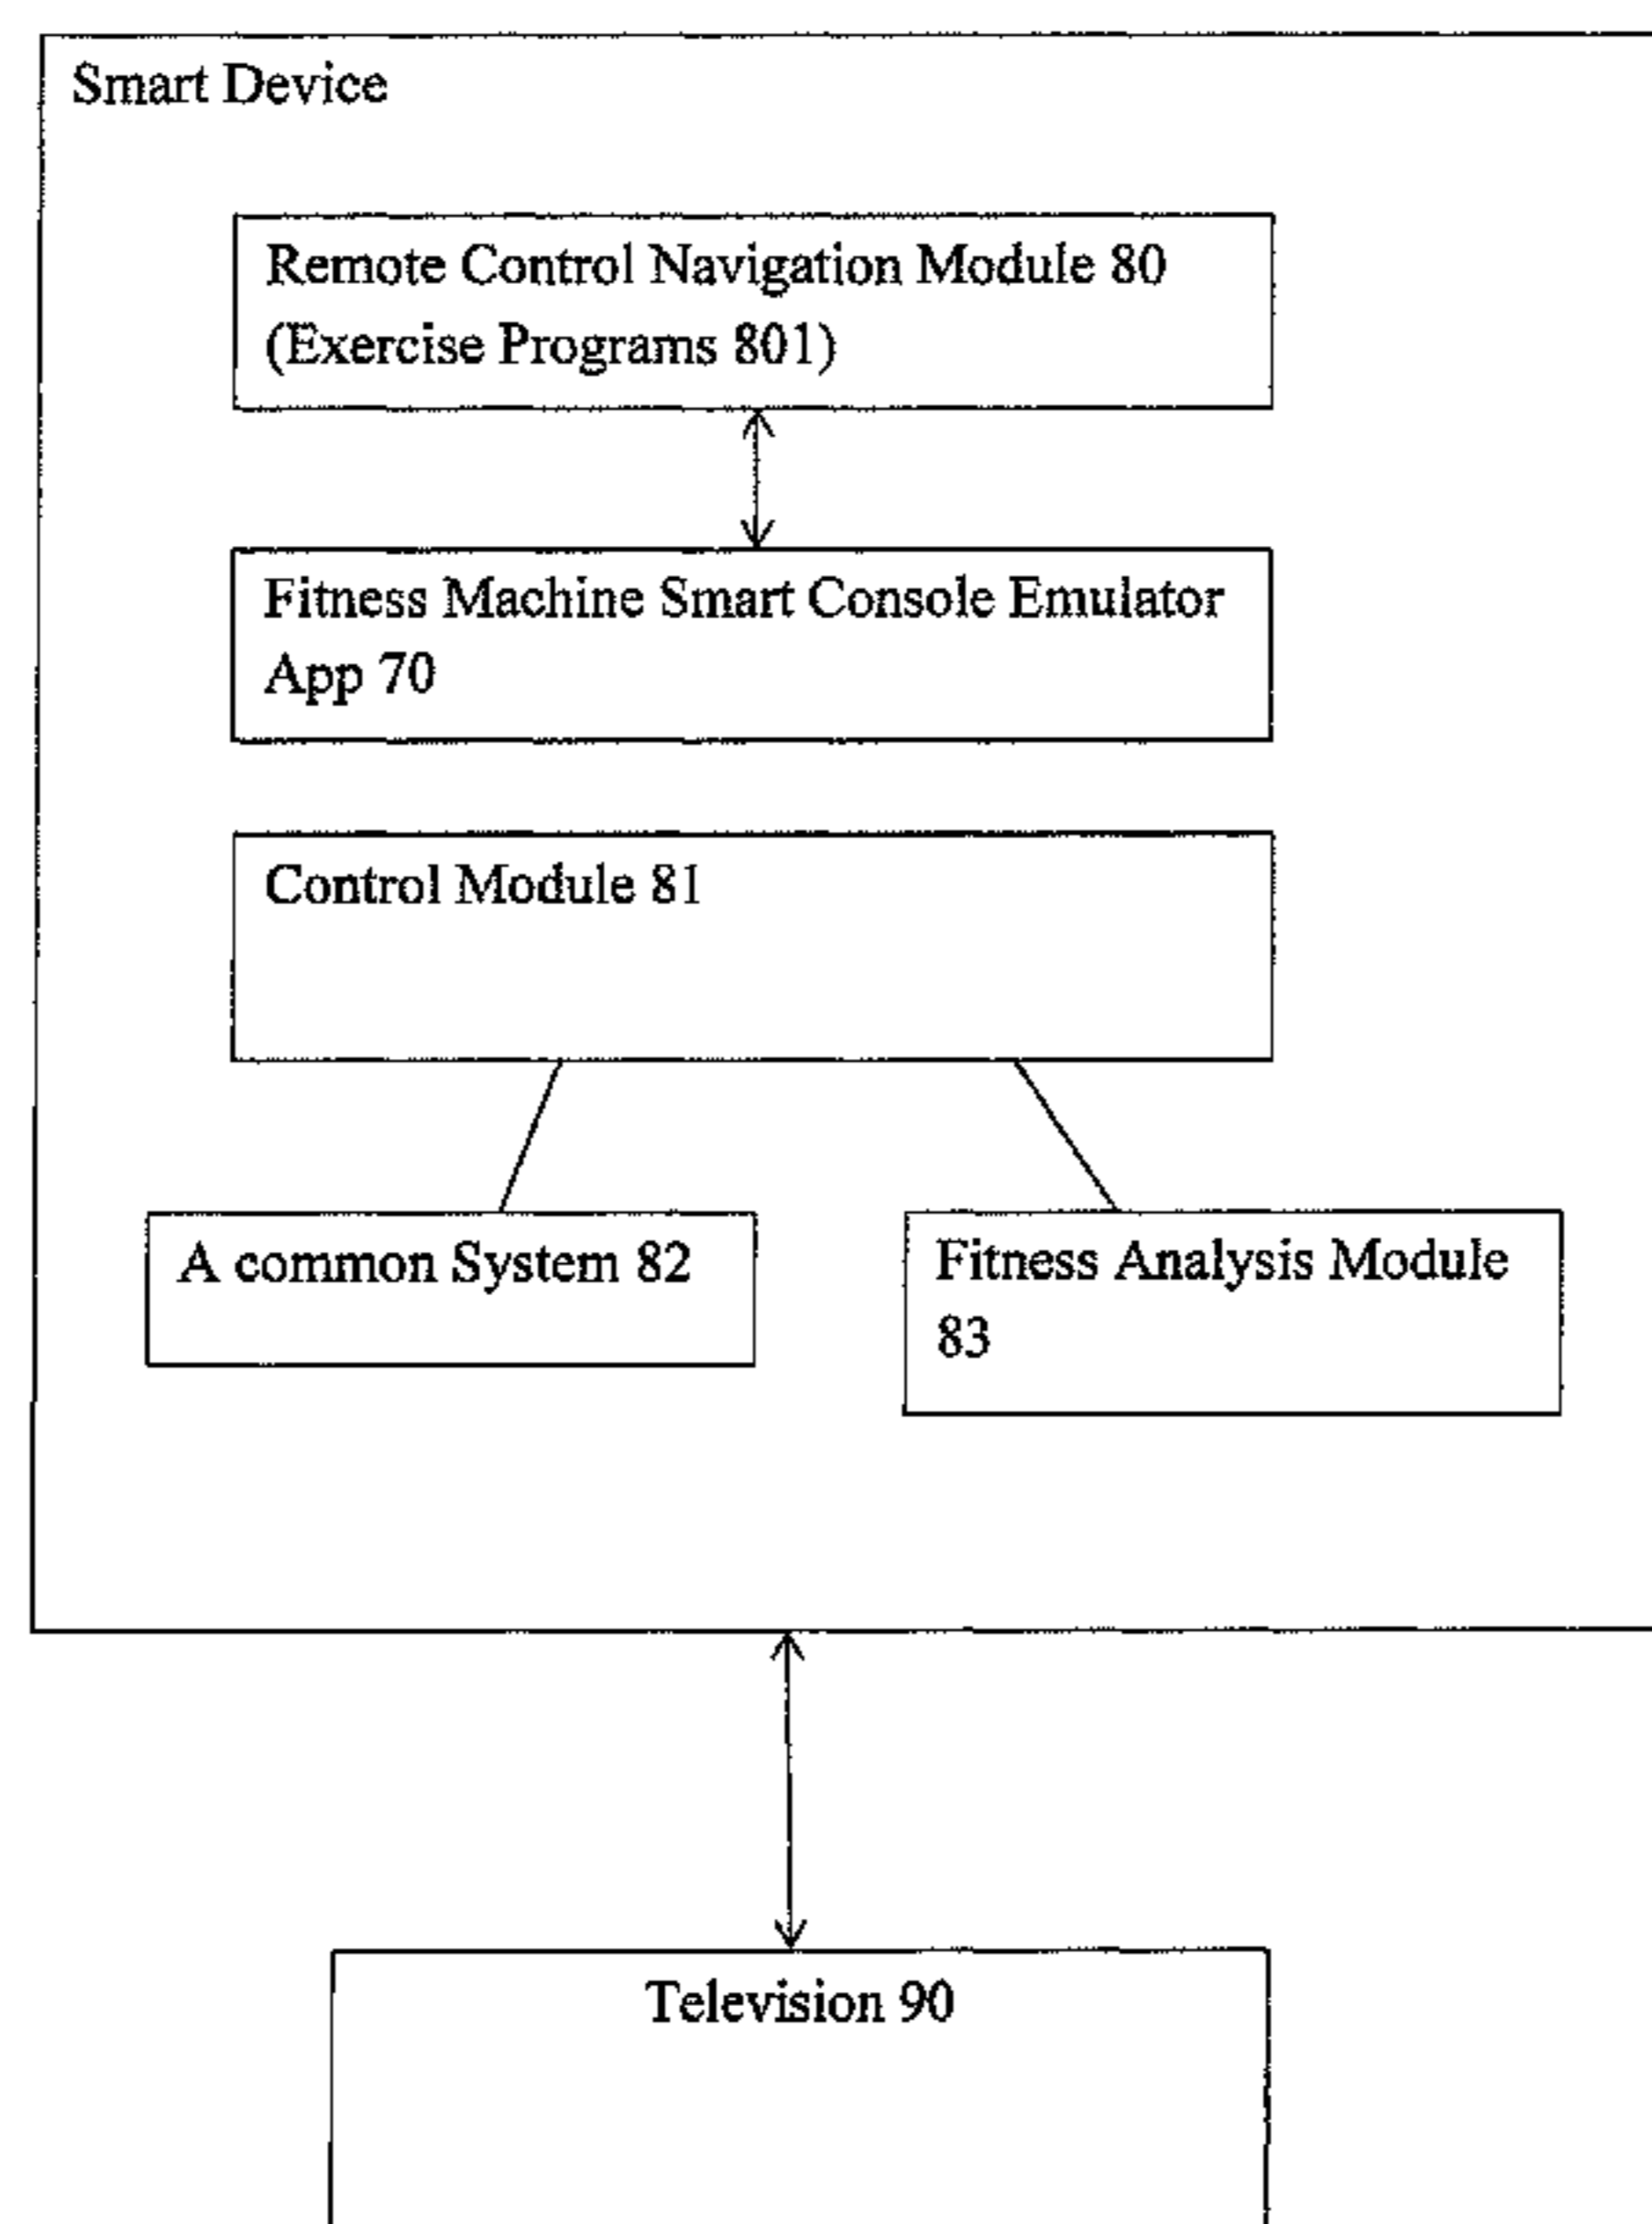 Smart Device
Remote Control Navigation Module 80
(Exercise Programs 801)
Fitness Machine Smart Console Emulator
App 70
Control Module 81
A common System 82
Fitness Analysis Module
83
Television 90